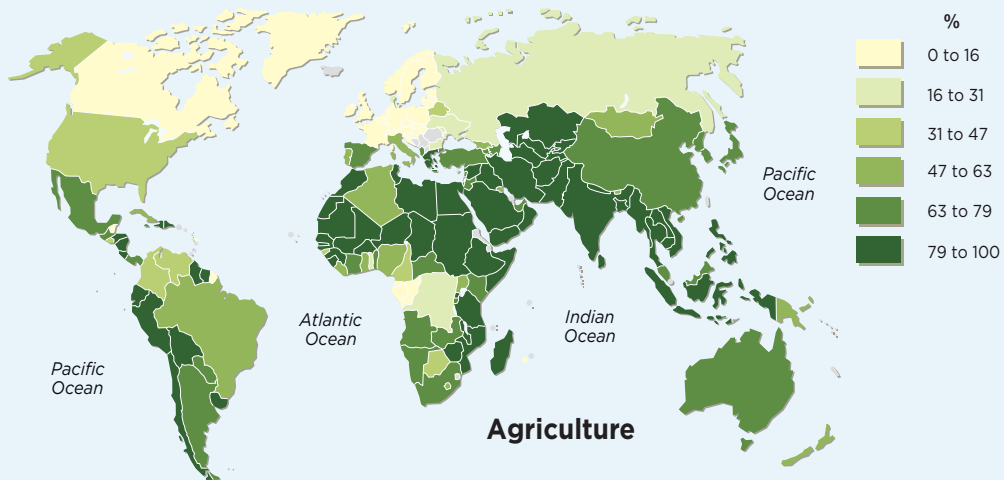 %
0 to 16
16 to 31
31 to 47
47 to 63
63 to 79
79 to 100
Pacific
Ocean
Atlantic
Ocean
Indian
Ocean
Pacific
Ocean
Agriculture